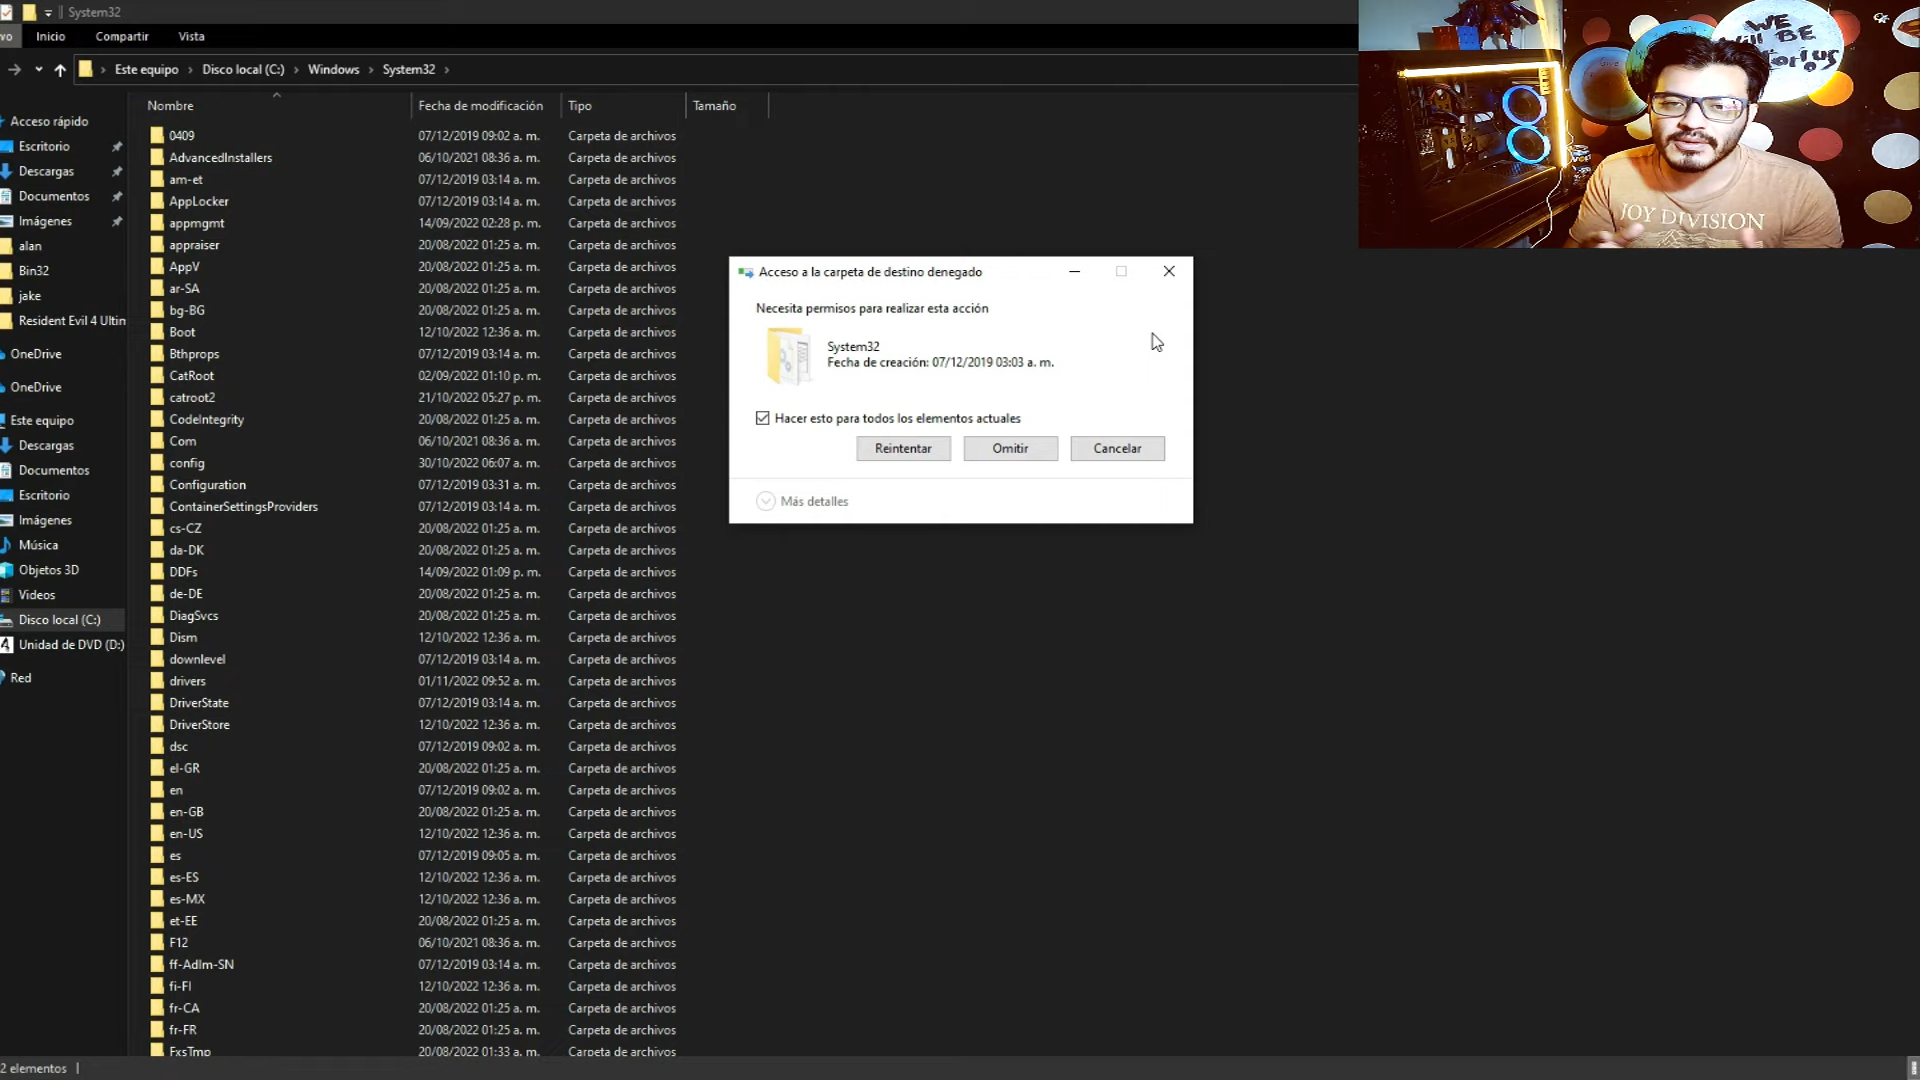 System32
vo Inicio Compartir Vista
Este equipo > Disco local (C:) > Windows > System32 >
Nombre Fecha de modificación Tipo Tamaño
Acceso rápido
Escritorio
Descargas
Documentos
Imágenes
alan
Bin32
jake
Resident Evil 4 Ultin
OneDrive
OneDrive
Este equipo
Descargas
Documentos
Escritorio
Imágenes
Música
Objetos 3D
Videos
Disco local (C:)
Unidad de DVD (D:)
Red
0409 07/12/2019 09:02 a. m. Carpeta de archivos
AdvancedInstallers 06/10/2021 08:36 a. m. Carpeta de archivos
am-et 07/12/2019 03:14 a. m. Carpeta de archivos
AppLocker 07/12/2019 03:14 a. m. Carpeta de archivos
appmgmt 14/09/2022 02:28 p. m. Carpeta de archivos
appraiser 20/08/2022 01:25 a. m. Carpeta de archivos
AppV 20/08/2022 01:25 a. m. Carpeta de archivos
ar-SA 20/08/2022 01:25 a. m. Carpeta de archivos
bg-BG 20/08/2022 01:25 a. m. Carpeta de archivos
Boot 12/10/2022 12:36 a. m. Carpeta de archivos
Bthprops 07/12/2019 03:14 a. m. Carpeta de archivos
CatRoot 02/09/2022 01:10 p. m. Carpeta de archivos
catroot2 21/10/2022 05:27 p. m. Carpeta de archivos
CodeIntegrity 20/08/2022 01:25 a. m. Carpeta de archivos
Com 06/10/2021 08:36 a. m. Carpeta de archivos
config 30/10/2022 06:07 a. m. Carpeta de archivos
Configuration 07/12/2019 03:31 a. m. Carpeta de archivos
ContainerSettingsProviders 07/12/2019 03:14 a. m. Carpeta de archivos
cs-CZ 20/08/2022 01:25 a. m. Carpeta de archivos
da-DK 20/08/2022 01:25 a. m. Carpeta de archivos
DDFs 14/09/2022 01:09 p. m. Carpeta de archivos
de-DE 20/08/2022 01:25 a. m. Carpeta de archivos
DiagSvcs 20/08/2022 01:25 a. m. Carpeta de archivos
Dism 12/10/2022 12:36 a. m. Carpeta de archivos
downlevel 07/12/2019 03:14 a. m. Carpeta de archivos
drivers 01/11/2022 09:52 a. m. Carpeta de archivos
DriverState 07/12/2019 03:14 a. m. Carpeta de archivos
DriverStore 12/10/2022 12:36 a. m. Carpeta de archivos
dsc 07/12/2019 09:02 a. m. Carpeta de archivos
el-GR 20/08/2022 01:25 a. m. Carpeta de archivos
en 07/12/2019 09:02 a. m. Carpeta de archivos
en-GB 20/08/2022 01:25 a. m. Carpeta de archivos
en-US 12/10/2022 12:36 a. m. Carpeta de archivos
es 07/12/2019 09:05 a. m. Carpeta de archivos
es-ES 12/10/2022 12:36 a. m. Carpeta de archivos
es-MX 12/10/2022 12:36 a. m. Carpeta de archivos
et-EE 20/08/2022 01:25 a. m. Carpeta de archivos
F12 06/10/2021 08:36 a. m. Carpeta de archivos
ff-Adlm-SN 07/12/2019 03:14 a. m. Carpeta de archivos
fi-FI 12/10/2022 12:36 a. m. Carpeta de archivos
fr-CA 20/08/2022 01:25 a. m. Carpeta de archivos
fr-FR 20/08/2022 01:25 a. m. Carpeta de archivos
FxsTmp 20/08/2022 01:33 a. m. Carpeta de archivos
2 elementos
Acceso a la carpeta de destino denegado
Necesita permisos para realizar esta acción
System32
Fecha de creación: 07/12/2019 03:03 a. m.
Hacer esto para todos los elementos actuales
Reintentar Omitir Cancelar
Más detalles
WE
Will BE
JOY DIVISION